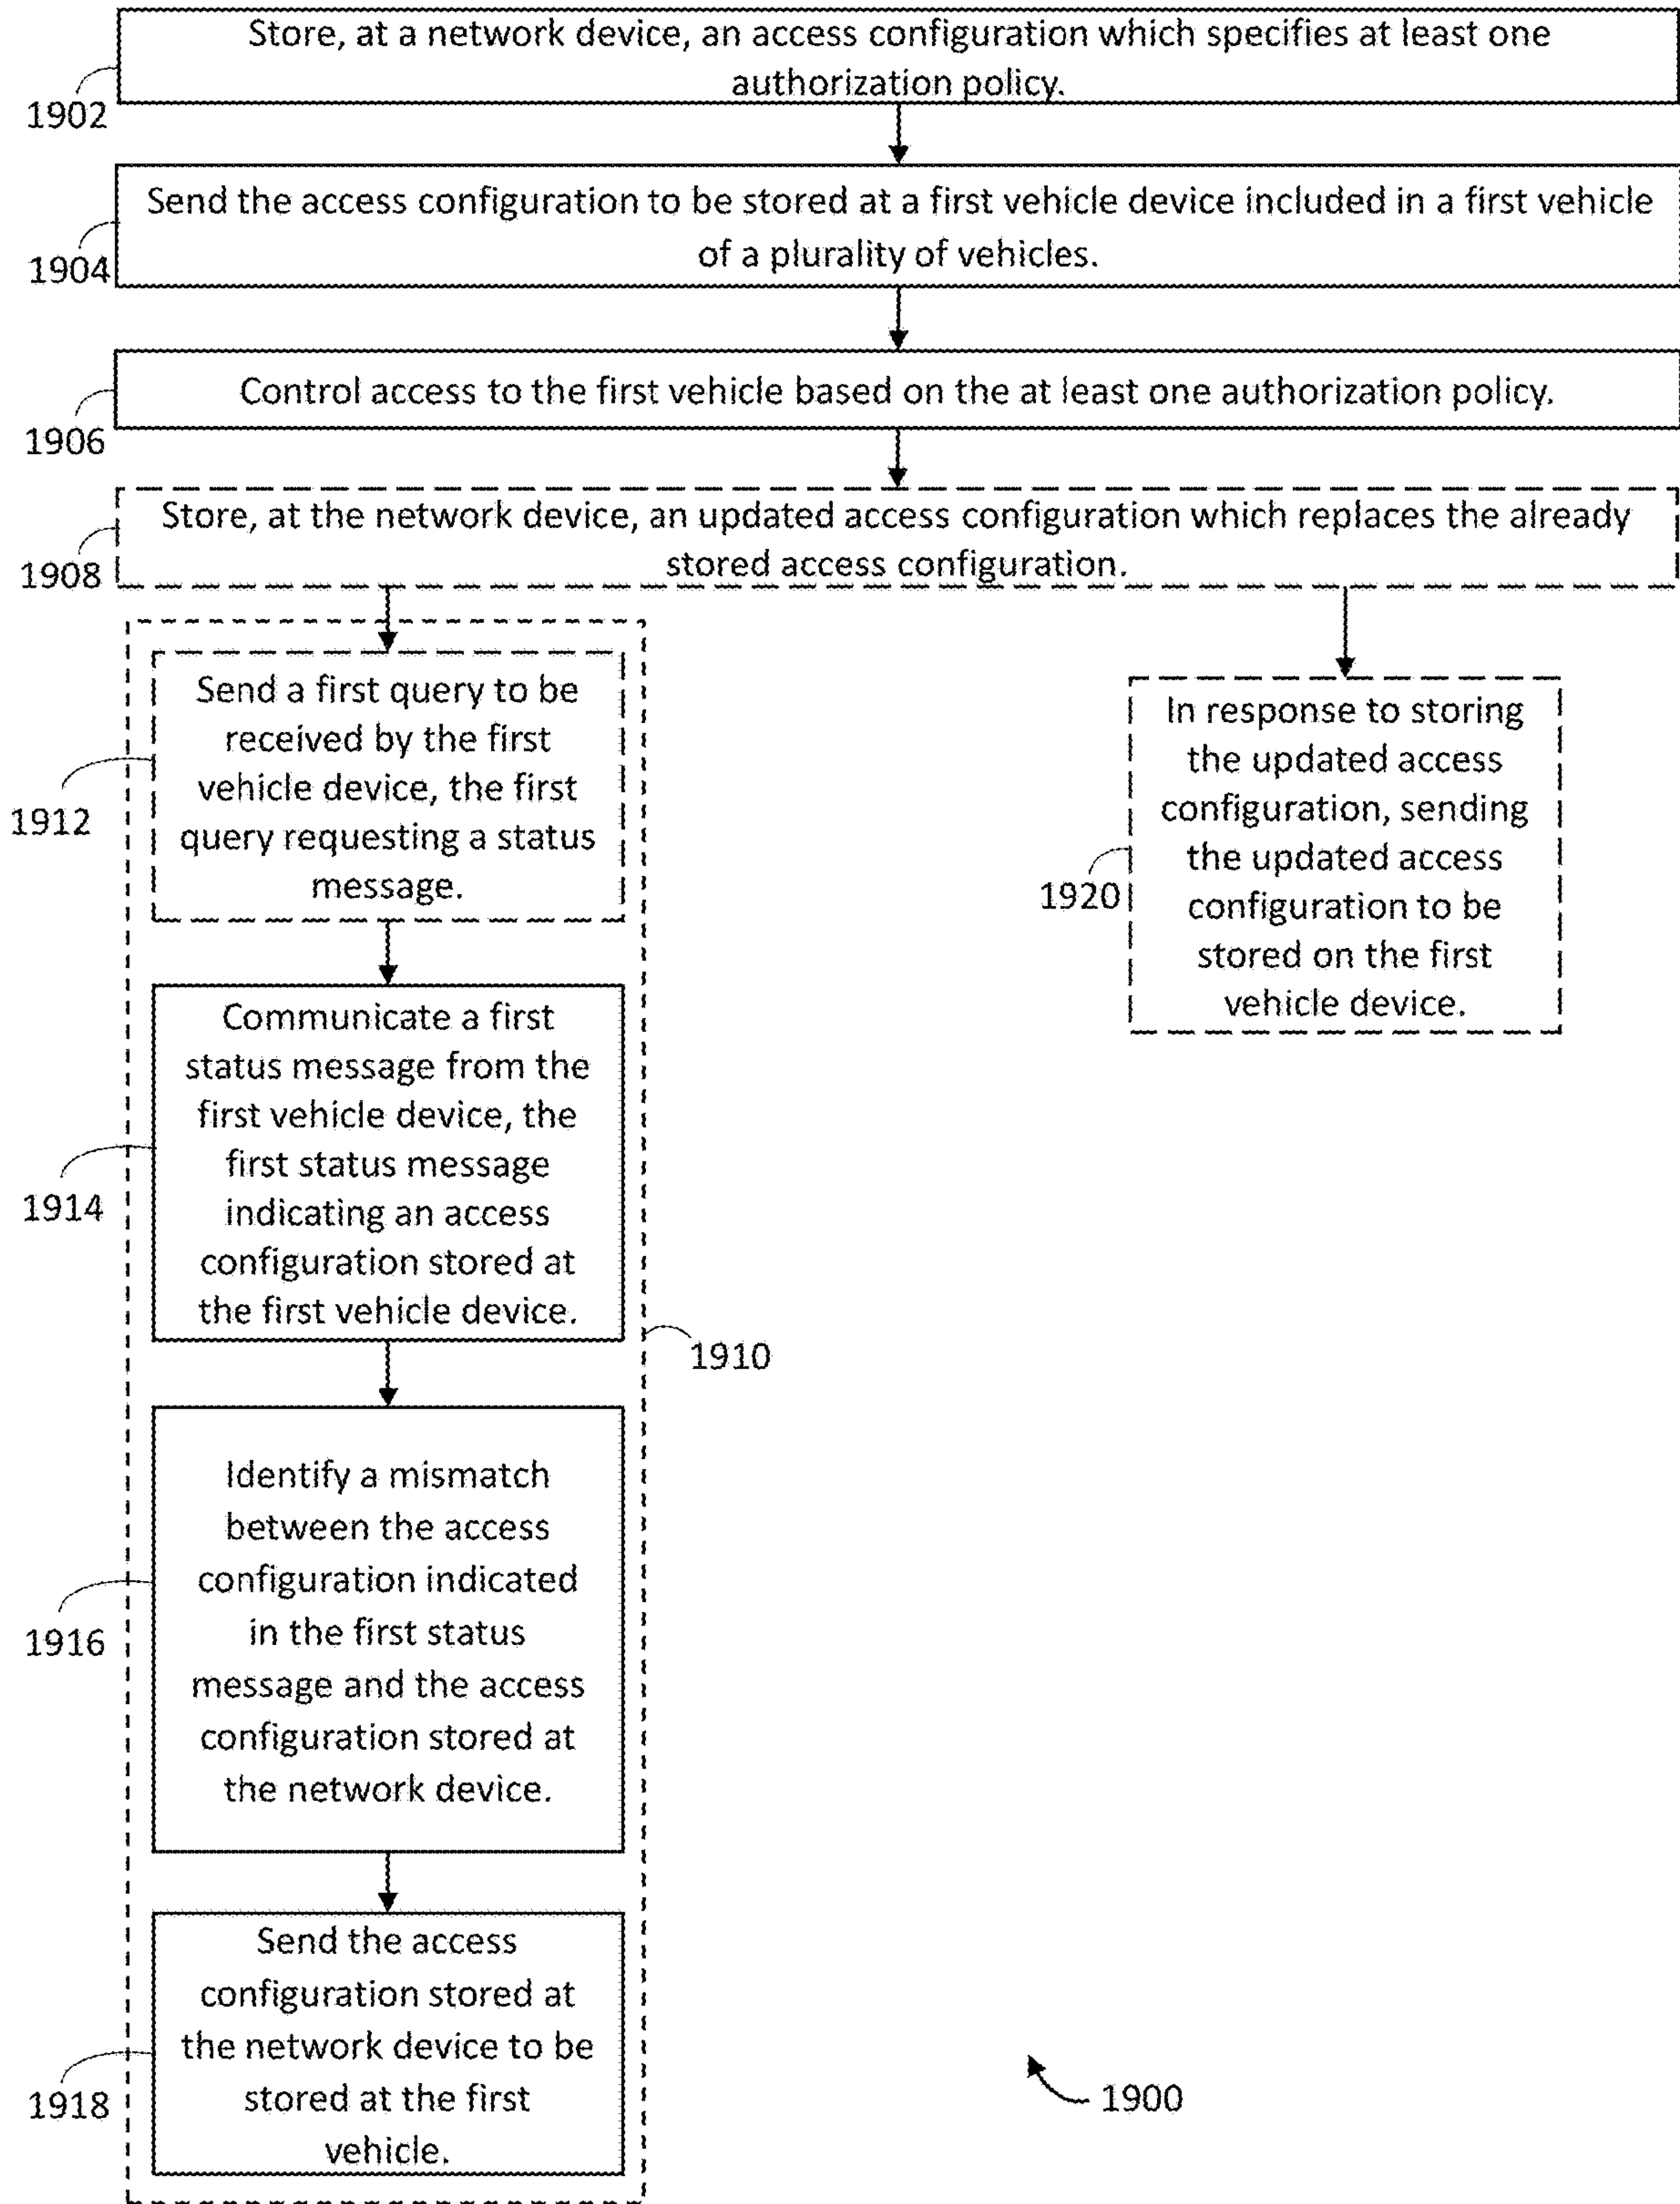 Store, at a network device, an access configuration which specifies at least one
authorization policy.
1902
Send the access configuration to be stored at a first vehicle device included in a first vehicle
of a plurality of vehicles.
1904
Control access to the first vehicle based on the at least one authorization policy.
1906
Store, at the network device, an updated access configuration which replaces the already
stored access configuration.
1908
Send a first query to be
received by the first
vehicle device, the first
query requesting a status
message.
1912
Communicate a first
status message from the
first vehicle device, the
first status message
indicating an access
configuration stored at
the first vehicle device.
1914
1910
Identify a mismatch
between the access
configuration indicated
in the first status
message and the access
configuration stored at
the network device.
1916
Send the access
configuration stored at
the network device to be
stored at the first
vehicle.
1918
In response to storing
the updated access
configuration, sending
the updated access
configuration to be
stored on the first
vehicle device.
1920
1900